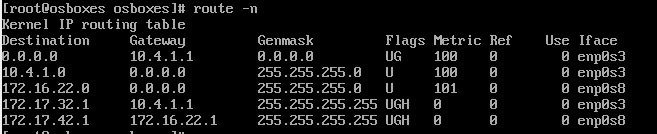 [root@osboxes osboxes]# route -n
Kernel IP routing table
Destination Gateway Genmask Flags Metric Ref Use Iface
0.0.0.0 10.4.1.1 0.0.0.0 UG 100 0 0 enp0s3
10.4.1.0 0.0.0.0 255.255.255.0 U 100 0 0 enp0s3
172.16.22.0 0.0.0.0 255.255.255.0 U 101 0 0 enp0s8
172.17.32.1 10.4.1.1 255.255.255.255 UGH 0 0 0 enp0s3
172.17.42.1 172.16.22.1 255.255.255.255 UGH 0 0 0 enp0s8